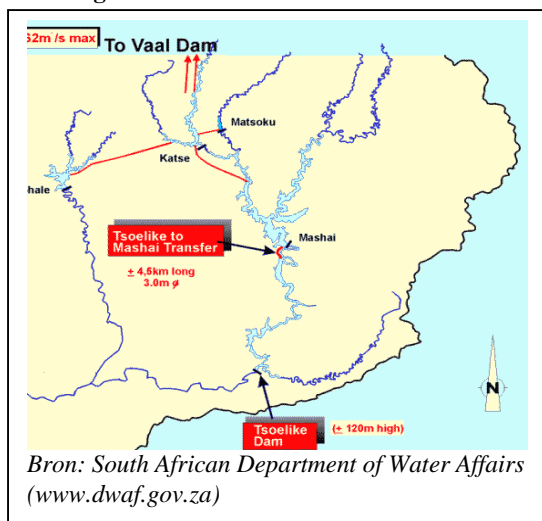 62m³/s max
To Vaal Dam
Matsoku
Katse
hale
Mashai
Tsoelike to
Mashai Transfer
± 4,5km long
3.0m ø
N
Tsoelike
Dam
(± 120m high)
Bron: South African Department of Water Affairs
(www.dwaf.gov.za)